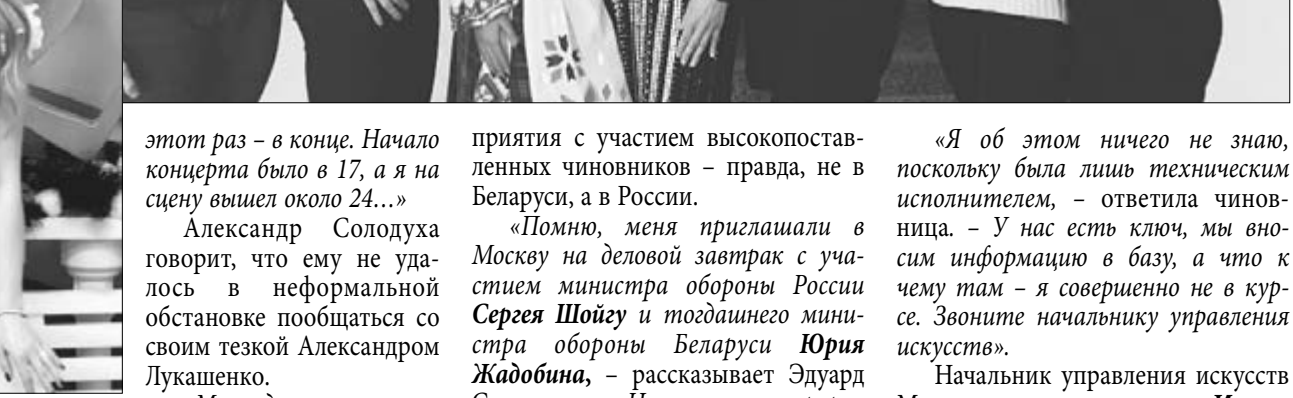 этот раз – в конце. Начало
концерта было в 17, а я на
сцену вышел около 24…»
Александр Солодуха
говорит, что ему не уда-
лось в неформальной
обстановке пообщаться со
своим тезкой Александром
Лукашенко.
приятия с участием высокопостав-
ленных чиновников – правда, не в
Беларуси, а в России.
«Помню, меня приглашали в
Москву на деловой завтрак с уча-
стием министра обороны России
Сергея Шойгу и тогдашнего мини-
стра обороны Беларуси Юрия
Жадобина, – рассказывает Эдуард
«Я об этом ничего не знаю,
поскольку была лишь техническим
исполнителем, – ответила чинов-
ница. – У нас есть ключ, мы вно-
сим информацию в базу, а что к
чему там – я совершенно не в кур-
се. Звоните начальнику управления
искусств».
Начальник управления искусств